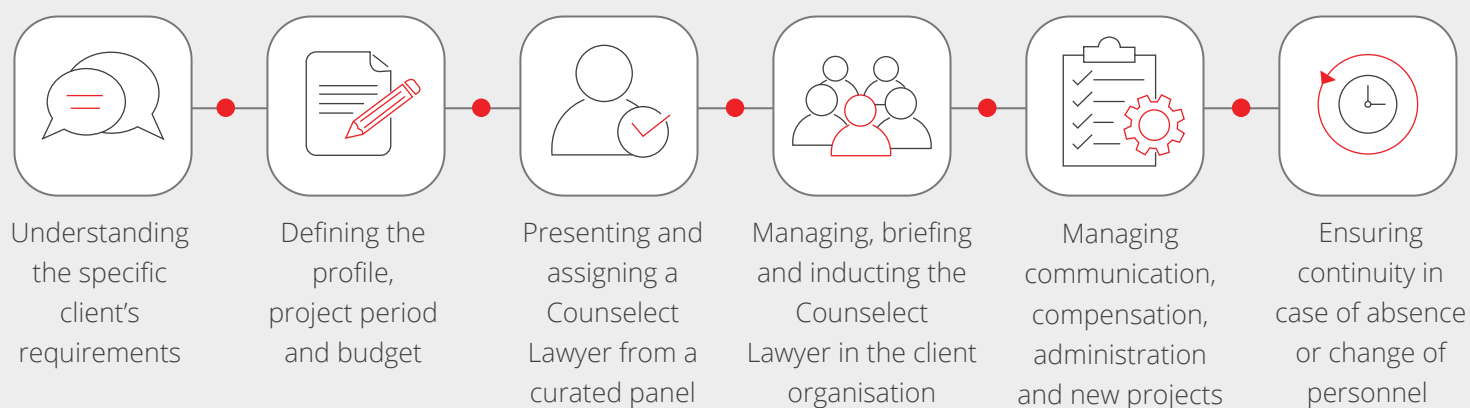 Understanding
the specific
client’s
requirements
Defining the
profile,
project period
and budget
Presenting and
assigning a
Counselect
Lawyer from a
curated panel
Managing, briefing
and inducting the
Counselect
Lawyer in the client
organisation
Managing
communication,
compensation,
administration
and new projects
Ensuring
continuity in
case of absence
or change of
personnel